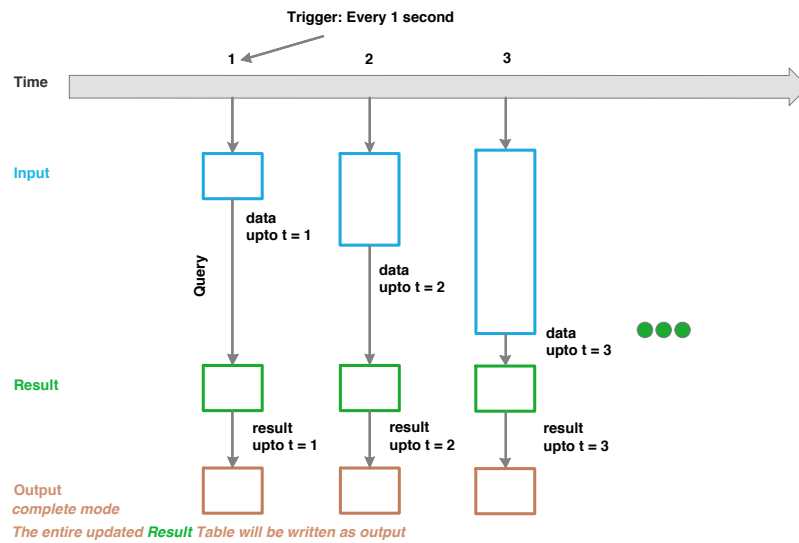 Trigger: Every 1 second
1
2
3
Time
Input
data
upto t = 1
Query
data
upto t = 2
data
upto t = 3
Result
result
upto t = 1
result
upto t = 2
result
upto t = 3
Output
complete mode
The entire updated Result Table will be written as output